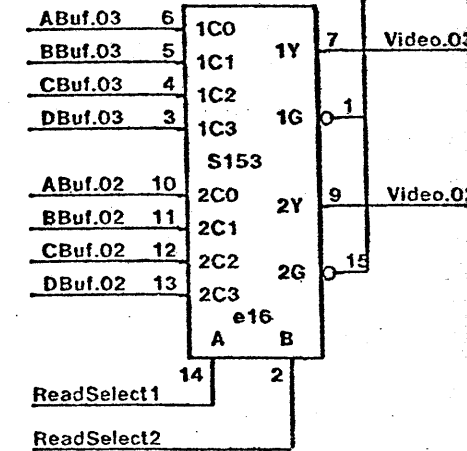 ABuf.03 6 1C0
BBuf.03 5 1C1 1Y 7 Video.03
CBuf.03 4 1C2
DBuf.03 3 1C3 1G 1
S153
ABuf.02 10 2C0 2Y 9 Video.02
BBuf.02 11 2C1
CBuf.02 12 2C2 2G 15
DBuf.02 13 2C3
e16
A B
14 2
ReadSelect1
ReadSelect2